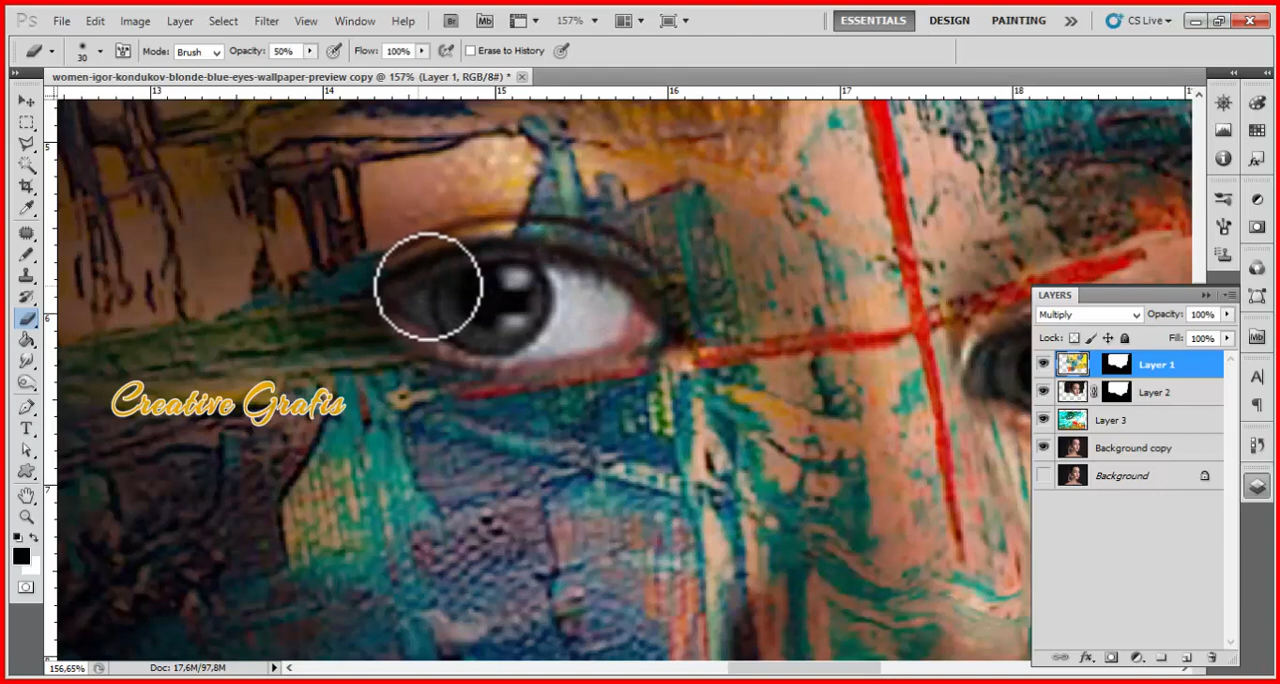 Ps File Edit Image Layer Select Filter View Window Help Br Mb 157% ESSENTIALS DESIGN PAINTING CS Live
30 Mode: Brush Opacity: 50% Flow: 100% Erase to History
women-igor-kondukov-blonde-blue-eyes-wallpaper-preview copy @ 157% (Layer 1, RGB/8#) *
13 14 15 16 17 18
5
6
7
Creative Grafis
LAYERS
Multiply Opacity: 100%
Lock: Fill: 100%
Layer 1
Layer 2
Layer 3
Background copy
Background
156,65% Doc: 17,6M/97,8M